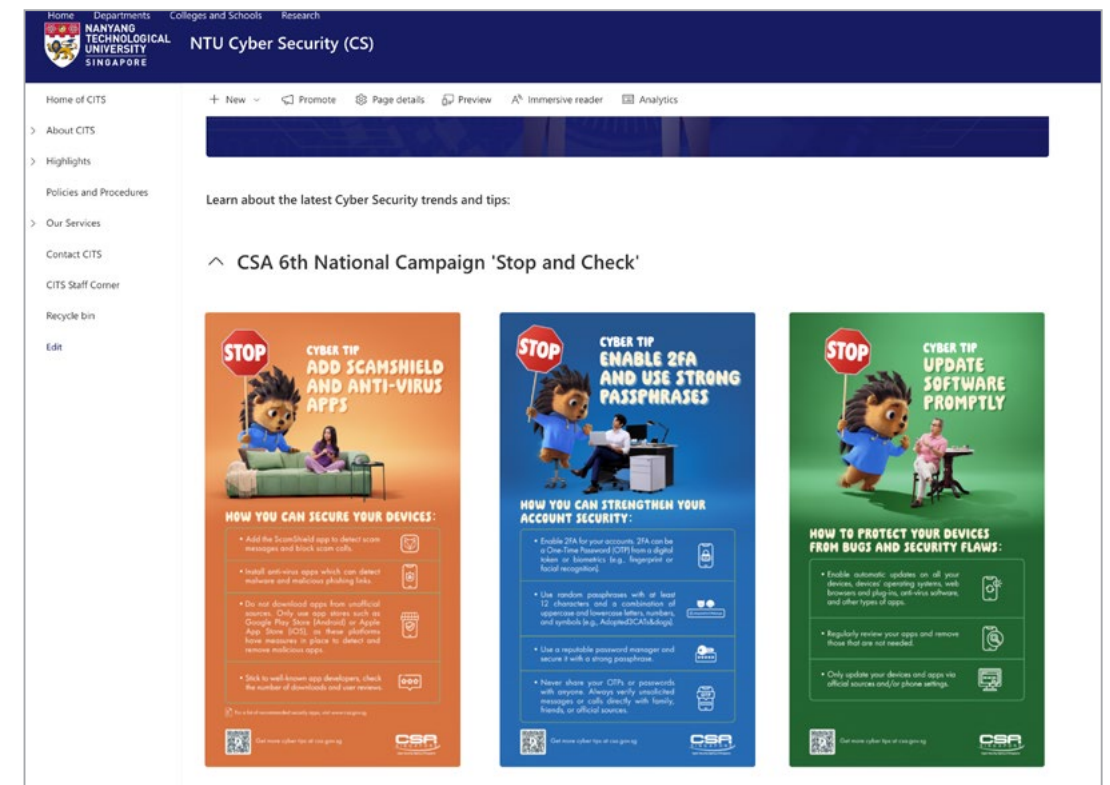 Home Departments Colleges and Schools Research
NANYANG
TECHNOLOGICAL
UNIVERSITY
SINGAPORE
NTU Cyber Security (CS)
Home of CITS
About CITS
Highlights
Policies and Procedures
Our Services
Contact CITS
CITS Staff Corner
Recycle bin
Edit
+ New Promote Page details Preview Immersive reader Analytics
Learn about the latest Cyber Security trends and tips:
CSA 6th National Campaign 'Stop and Check'
STOP
CYBER TIP
ADD SCAMSHIELD
AND ANTI-VIRUS
APPS
HOW YOU CAN SECURE YOUR DEVICES:
• Add the ScamShield app to detect scam
messages and block scam calls.
• Install anti-virus apps which can detect
malware and malicious phishing links.
• Do not download apps from unofficial
sources. Only use app stores such as
Google Play Store (Android) or Apple
App Store (iOS), as these platforms
have measures in place to detect and
remove malicious apps.
• Stick to well-known app developers, check
the number of downloads and user reviews.
For a list of recommended security apps, visit www.csa.gov.sg
Get more cyber tips at csa.gov.sg
CSA
SINGAPORE
STOP
CYBER TIP
ENABLE 2FA
AND USE STRONG
PASSPHRASES
HOW YOU CAN STRENGTHEN YOUR
ACCOUNT SECURITY:
• Enable 2FA for your accounts. 2FA can be
a One-Time Password (OTP) from a digital
token or biometrics (e.g., fingerprint or
facial recognition).
• Use random passphrases with at least
12 characters and a combination of
uppercase and lowercase letters, numbers,
and symbols (e.g., Adopted3CATs&dogs).
• Use a reputable password manager and
secure it with a strong passphrase.
• Never share your OTPs or passwords
with anyone. Always verify unsolicited
messages or calls directly with family,
friends, or official sources.
Get more cyber tips at csa.gov.sg
CSA
SINGAPORE
STOP
CYBER TIP
UPDATE
SOFTWARE
PROMPTLY
HOW TO PROTECT YOUR DEVICES
FROM BUGS AND SECURITY FLAWS:
• Enable automatic updates on all your
devices, devices' operating systems, web
browsers and plug-ins, anti-virus software,
and other types of apps.
• Regularly review your apps and remove
those that are not needed.
• Only update your devices and apps via
official sources and/or phone settings.
Get more cyber tips at csa.gov.sg
CSA
SINGAPORE